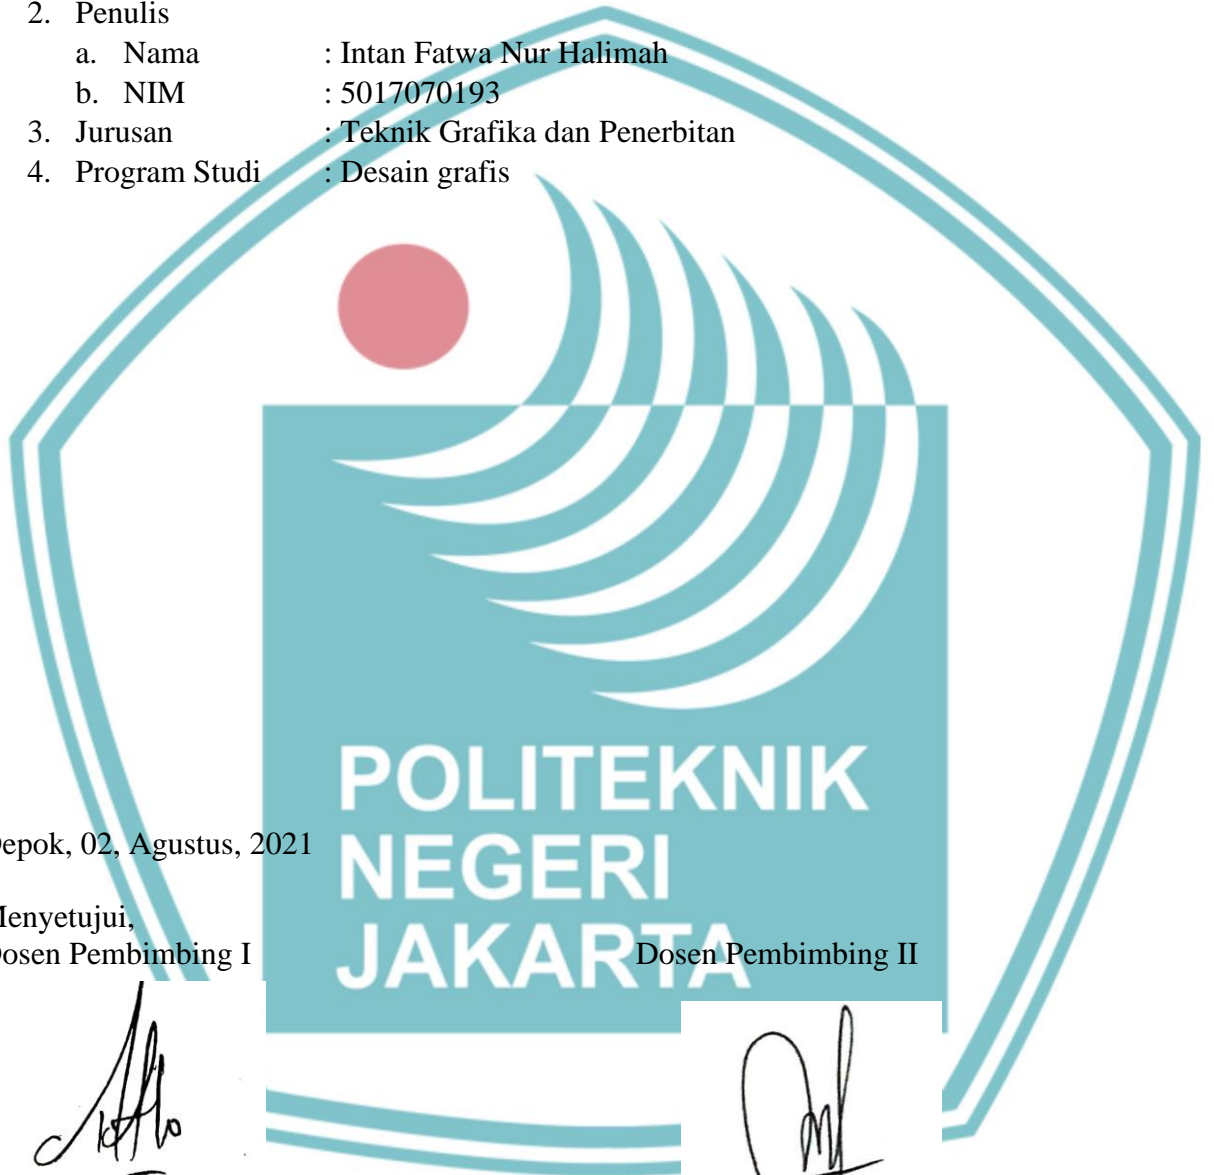 2. Penulis
a. Nama : Intan Fatwa Nur Halimah
b. NIM : 5017070193
3. Jurusan : Teknik Grafika dan Penerbitan
4. Program Studi : Desain grafis
POLITEKNIK
NEGERI
JAKARTA
epok, 02, Agustus, 2021
enyetujui,
osen Pembimbing I Dosen Pembimbing II